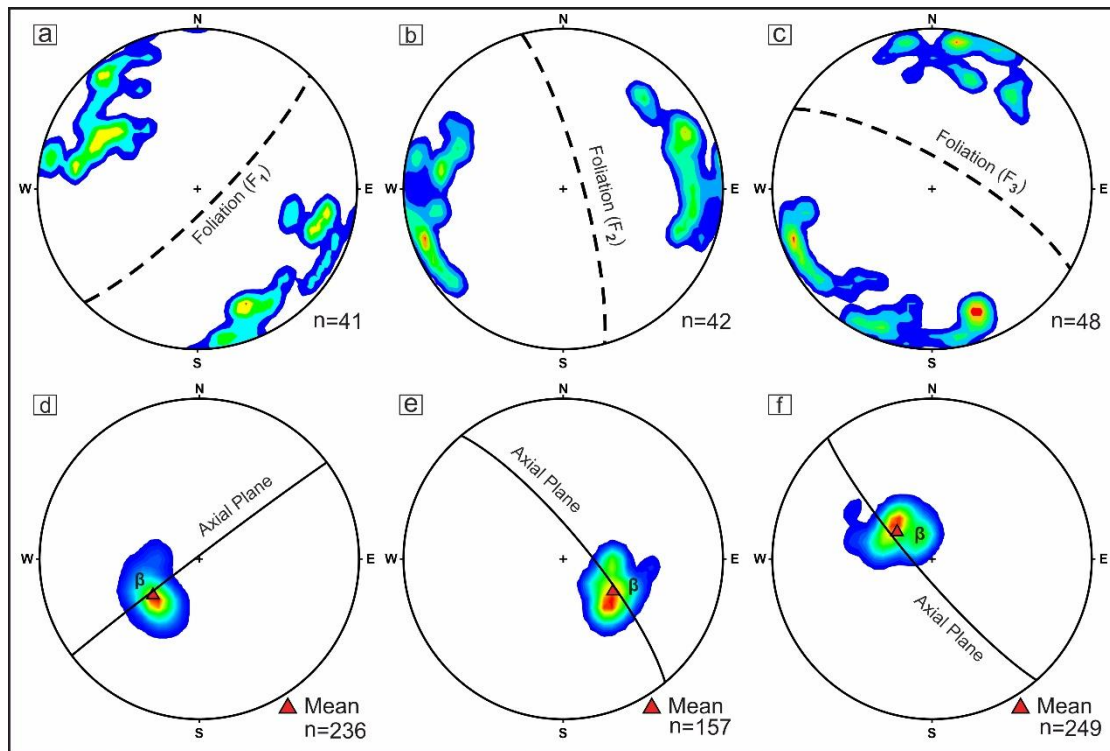 a
N
W
E
S
Foliation (F1)
n=41
b
N
W
E
S
Foliation (F2)
n=42
c
N
W
E
S
Foliation (F3)
n=48
d
N
W
E
S
Axial Plane
β
Mean
n=236
e
N
W
E
S
Axial Plane
β
Mean
n=157
f
N
W
E
S
Axial Plane
β
Mean
n=249